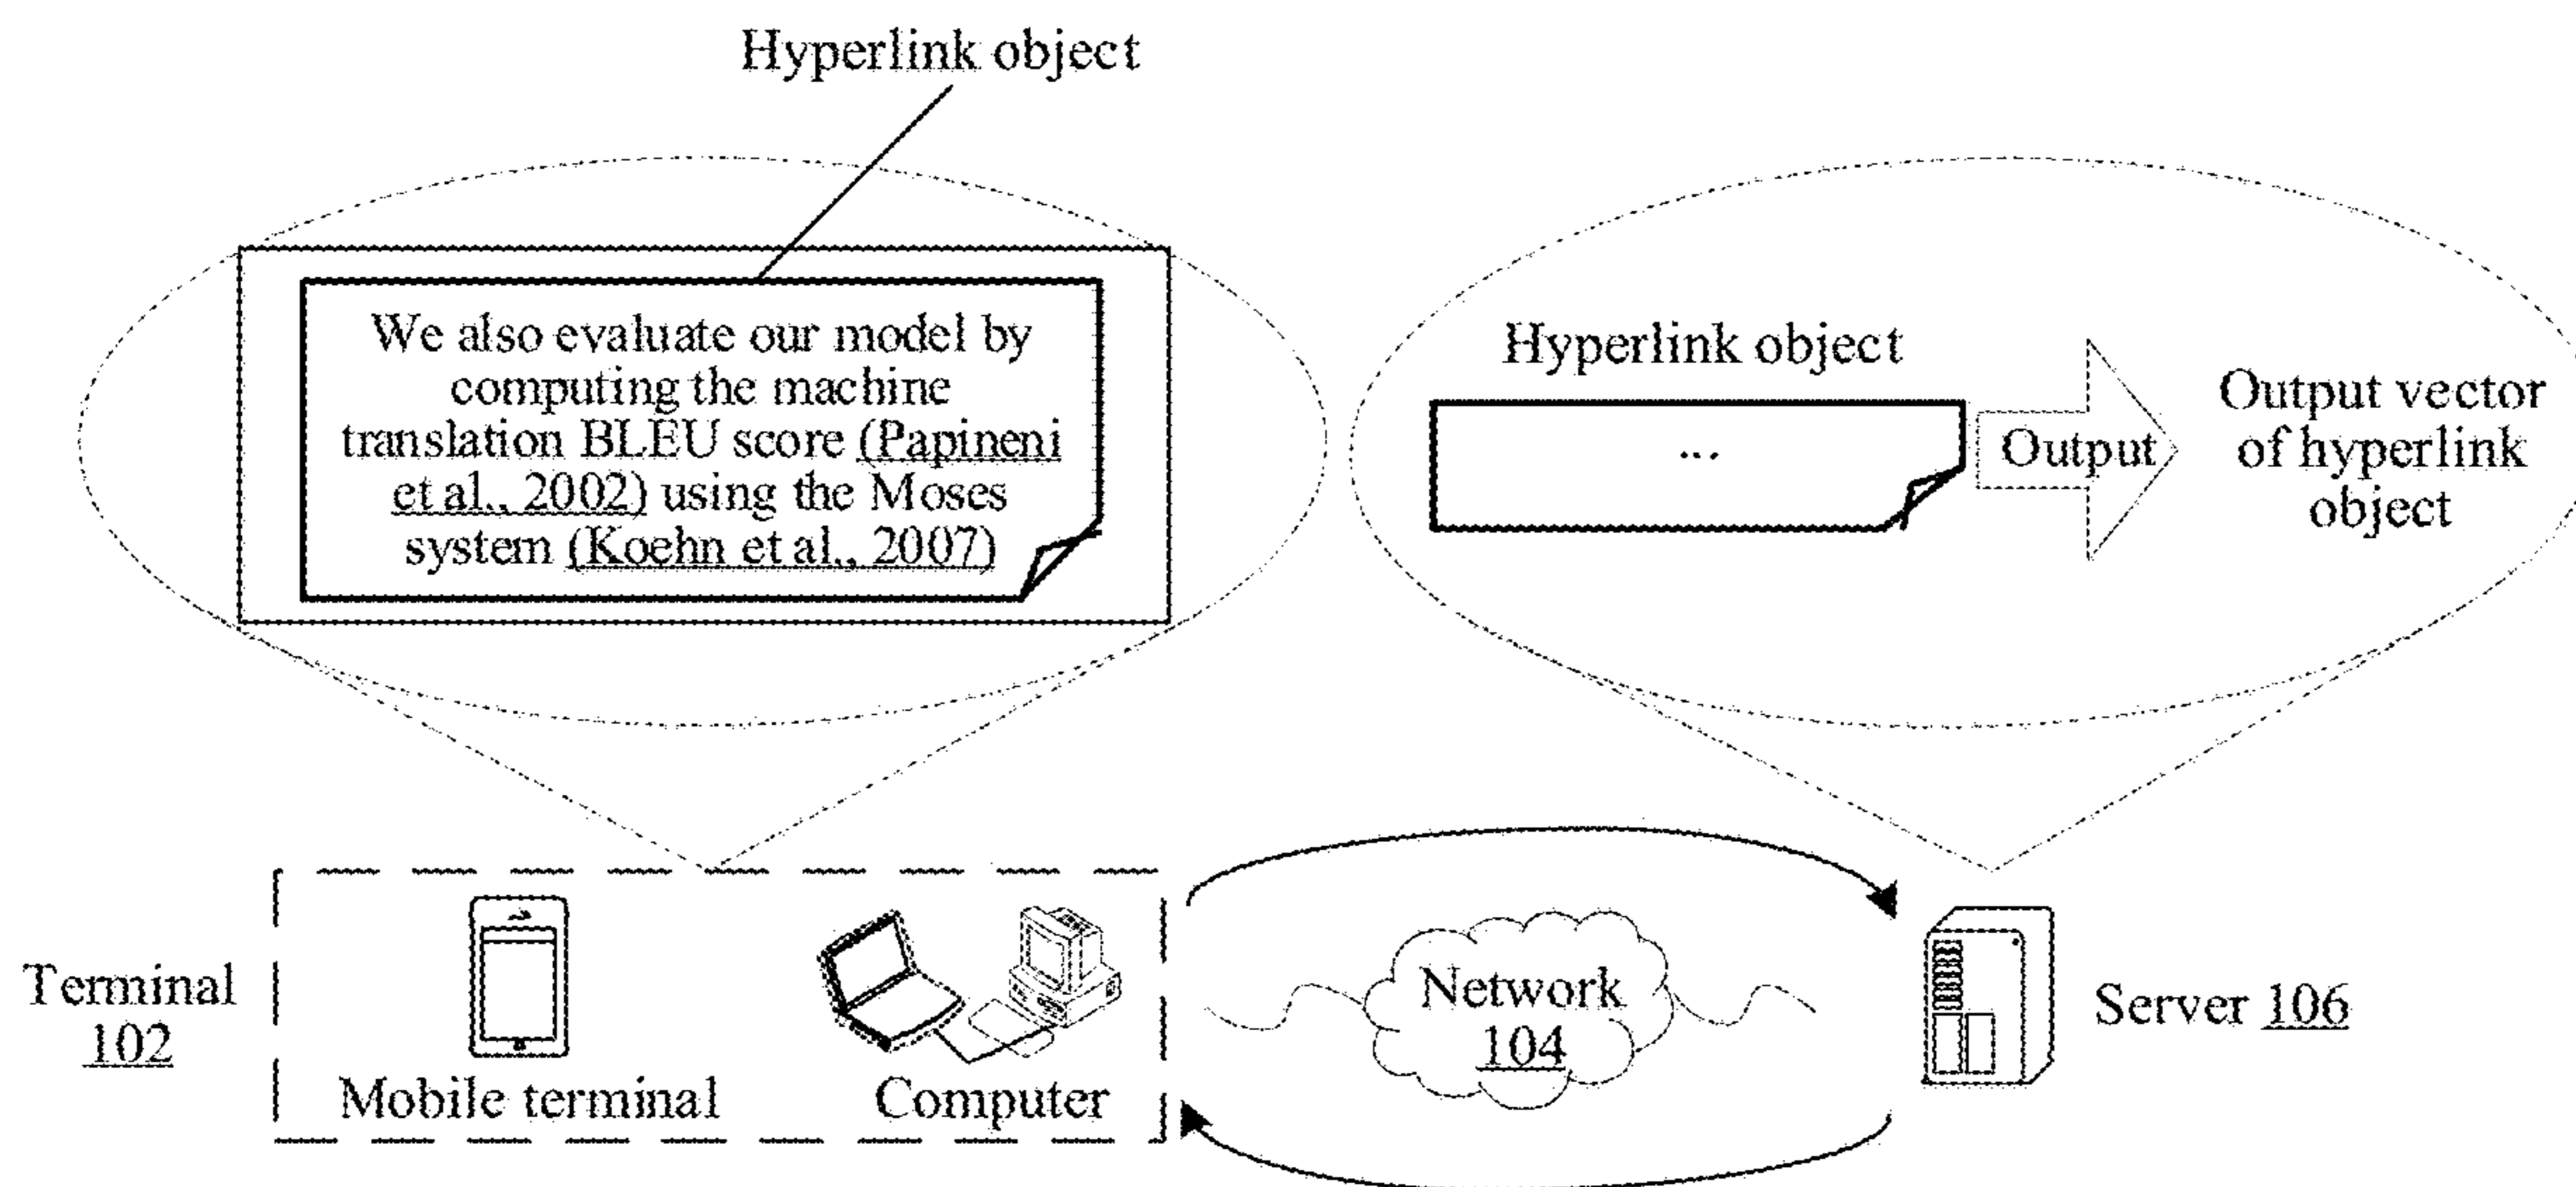 Hyperlink object
We also evaluate our model by
computing the machine
translation BLEU score (Papineni
et al., 2002) using the Moses
system (Koehn et al., 2007)
Hyperlink object
...
Output
Output vector
of hyperlink
object
Terminal
102
Mobile terminal
Computer
Network
104
Server 106